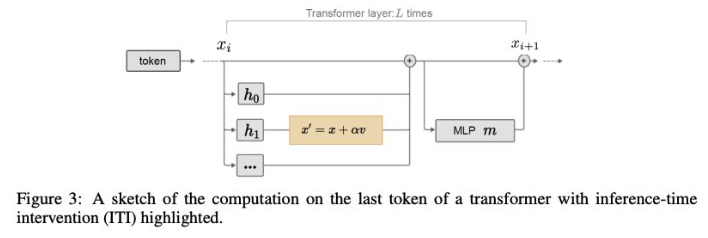 Transformer layer: L times
x_i
x_{i+1}
token
h_0
h_1
x' = x + αv
MLP m
...
Figure 3: A sketch of the computation on the last token of a transformer with inference-time
intervention (ITI) highlighted.